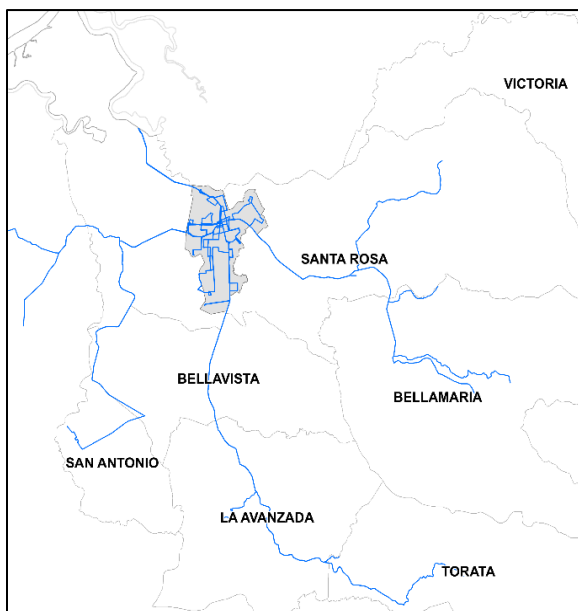 VICTORIA
SANTA ROSA
BELLAVISTA
BELLAMARIA
SAN ANTONIO
LA AVANZADA
TORATA